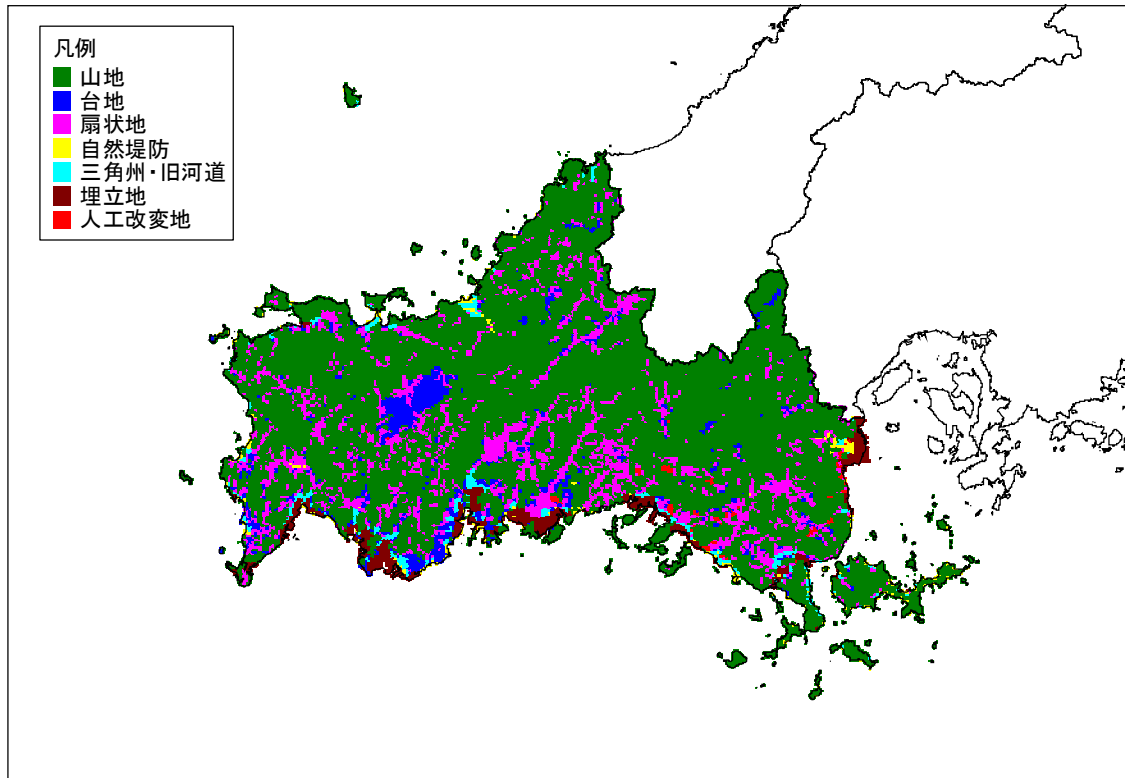 凡例
山地
台地
扇状地
自然堤防
三角州・旧河道
埋立地
人工改変地